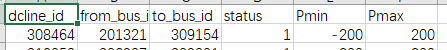 dcline_id from_bus_i to_bus_id status Pmin Pmax
308464 201321 309154 1 -200 200